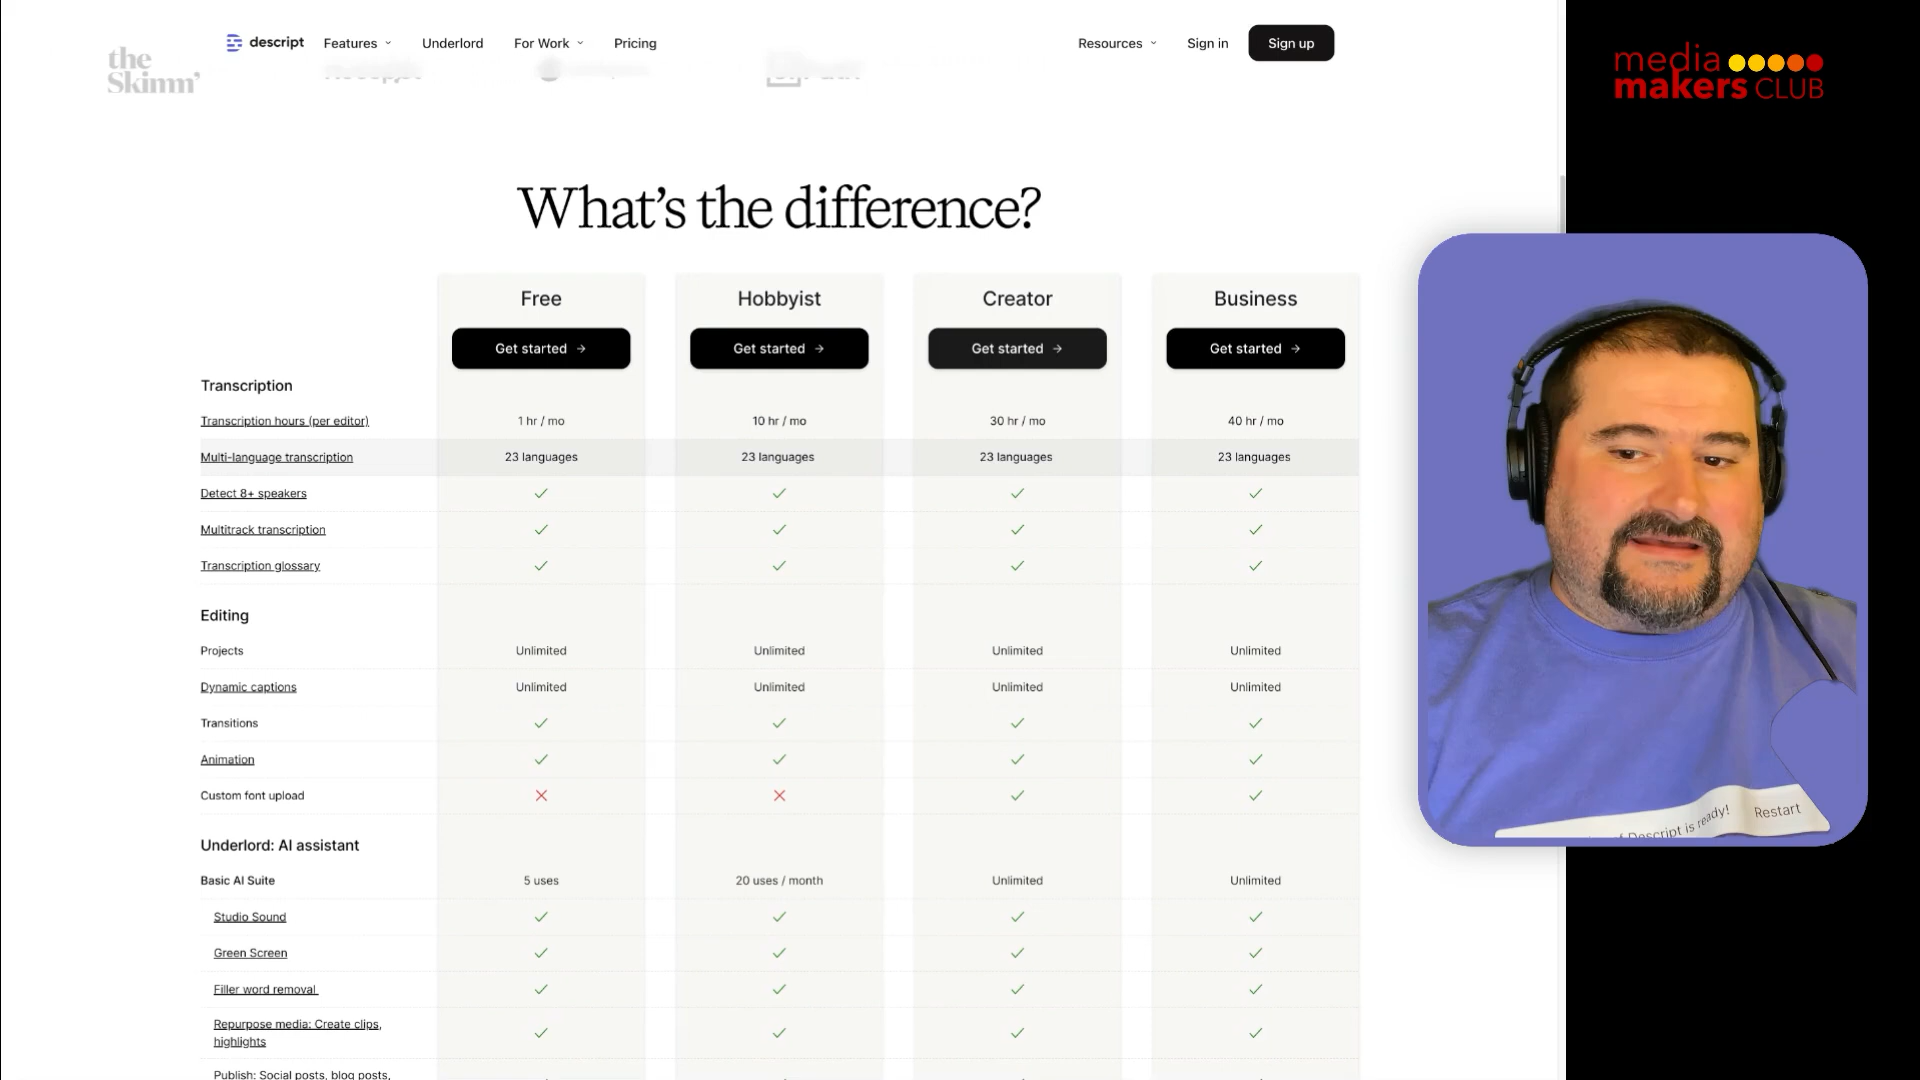 the
Skimm'
descript Features Underlord For Work Pricing Resources Sign in Sign up
media
makers CLUB
What's the difference?
Free Hobbyist Creator Business
Get started → Get started → Get started → Get started →
Transcription
Transcription hours (per editor) 1 hr / mo 10 hr / mo 30 hr / mo 40 hr / mo
Multi-language transcription 23 languages 23 languages 23 languages 23 languages
Detect 8+ speakers
Multitrack transcription
Transcription glossary
Editing
Projects Unlimited Unlimited Unlimited Unlimited
Dynamic captions Unlimited Unlimited Unlimited Unlimited
Transitions
Animation
Custom font upload
of Descript is ready! Restart
Underlord: AI assistant
Basic AI Suite 5 uses 20 uses / month Unlimited Unlimited
Studio Sound
Green Screen
Filler word removal
Repurpose media: Create clips,
highlights
Publish: Social posts, blog posts,